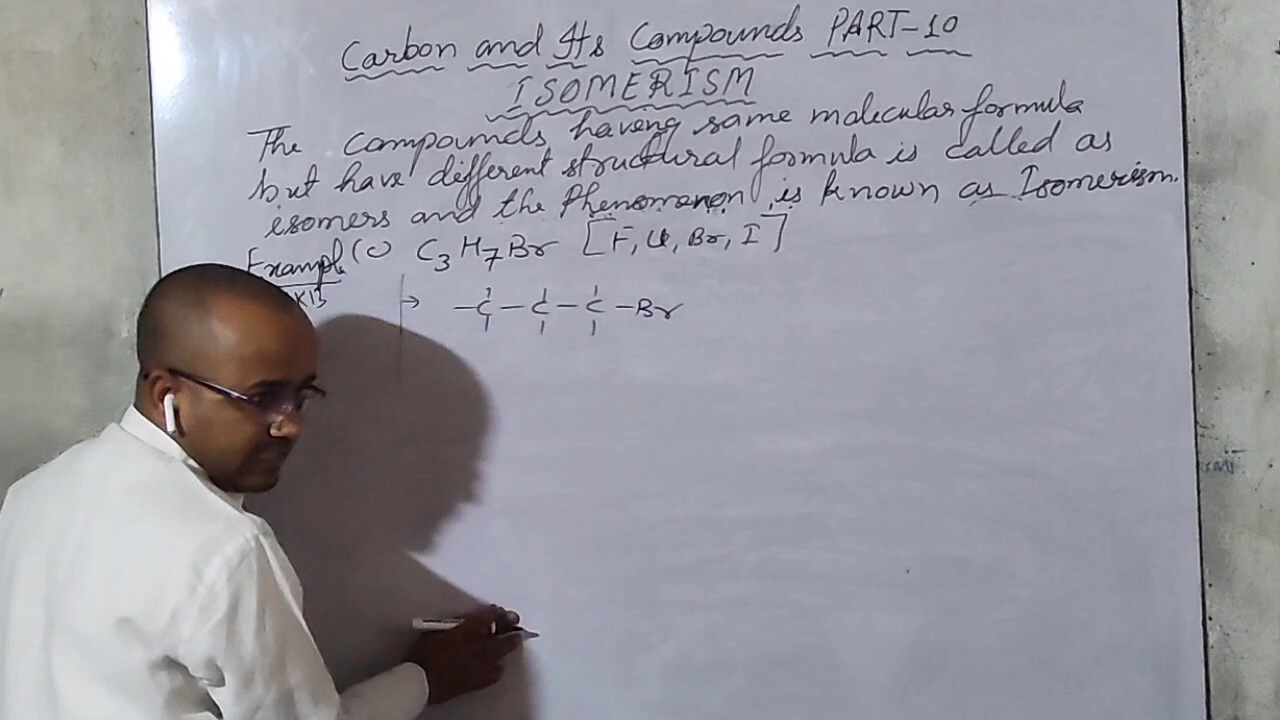 Carbon and Its Compounds PART-10
ISOMERISM
The compounds having same molecular formula
but have different structural formula is called as
isomers and the Phenomenon is known as Isomerism.
Example (i) C3H7Br [F, Cl, Br, I]
-C-C-C-Br